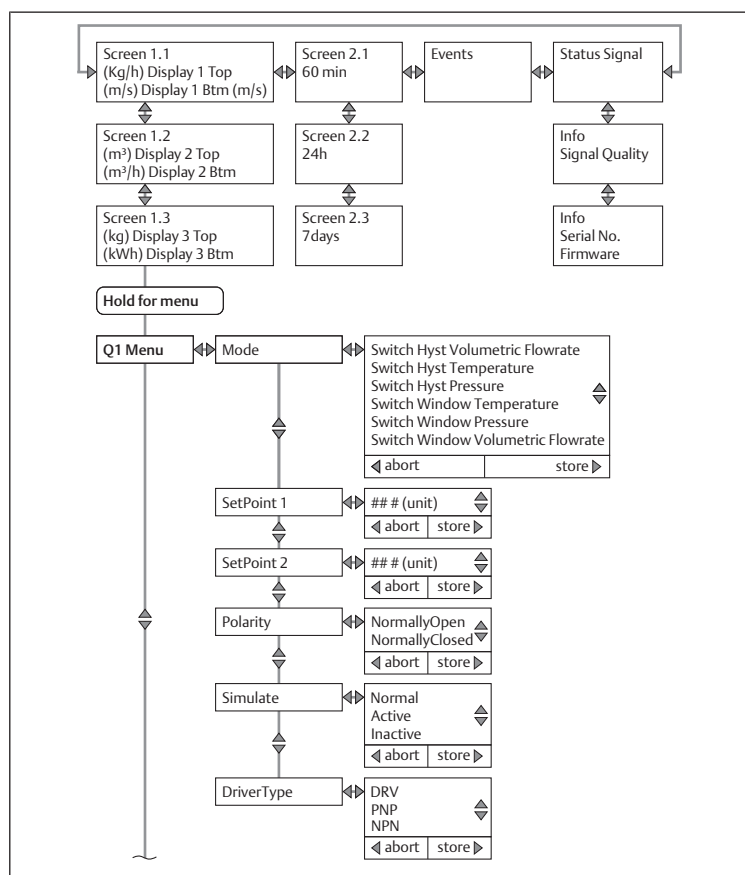 Screen 1.1
(Kg/h) Display 1 Top
(m/s) Display 1 Btm (m/s)
Screen 2.1
60 min
Events
Status Signal
Screen 1.2
(m³) Display 2 Top
(m³/h) Display 2 Btm
Screen 2.2
24h
Info
Signal Quality
Screen 1.3
(kg) Display 3 Top
(kWh) Display 3 Btm
Screen 2.3
7days
Info
Serial No.
Firmware
Hold for menu
Q1 Menu
Mode
Switch Hyst Volumetric Flowrate
Switch Hyst Temperature
Switch Hyst Pressure
Switch Window Temperature
Switch Window Pressure
Switch Window Volumetric Flowrate
abort
store
SetPoint 1
## # (unit)
abort
store
SetPoint 2
## # (unit)
abort
store
Polarity
NormallyOpen
NormallyClosed
abort
store
Simulate
Normal
Active
Inactive
abort
store
DriverType
DRV
PNP
NPN
abort
store